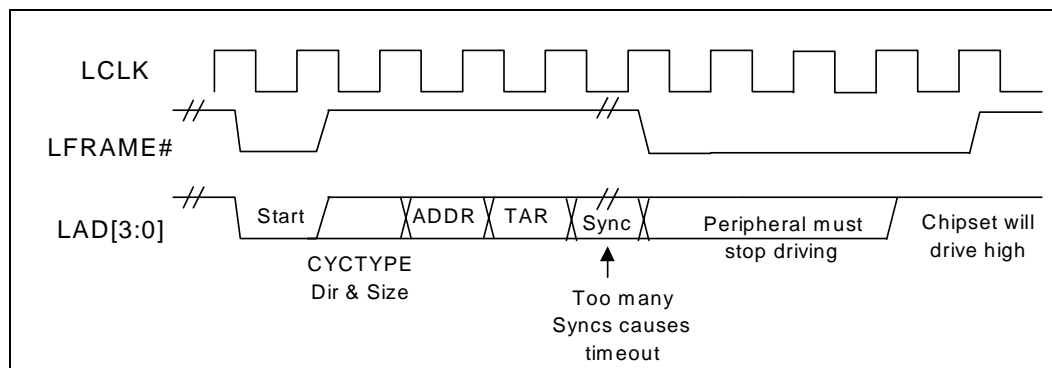 LCLK
LFRAME#
LAD[3:0]
Start
ADDR
TAR
Sync
Peripheral must
stop driving
Chipset will
drive high
CYCTYPE
Dir & Size
Too many
Syncs causes
timeout